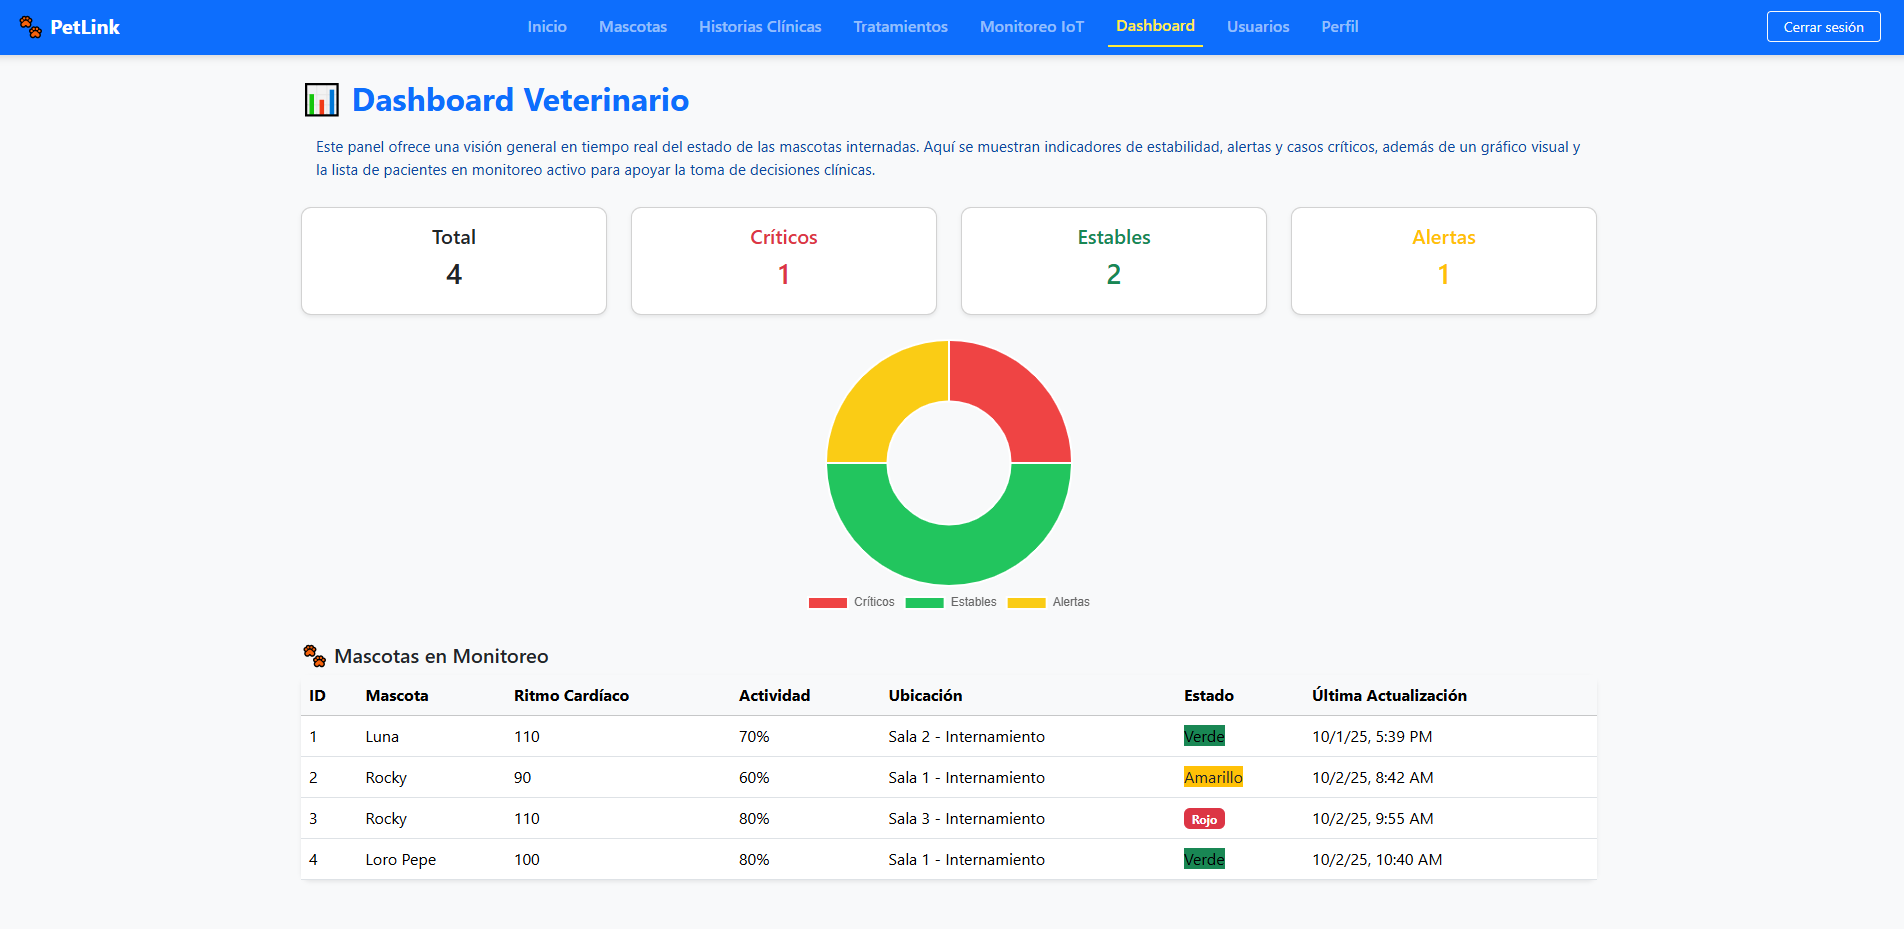 PetLink
Inicio Mascotas Historias Clínicas Tratamientos Monitoreo IoT Dashboard Usuarios Perfil
Cerrar sesión
Dashboard Veterinario
Este panel ofrece una visión general en tiempo real del estado de las mascotas internadas. Aquí se muestran indicadores de estabilidad, alertas y casos críticos, además de un gráfico visual y
la lista de pacientes en monitoreo activo para apoyar la toma de decisiones clínicas.
Total
4
Críticos
1
Estables
2
Alertas
1
Críticos Estables Alertas
Mascotas en Monitoreo
ID Mascota Ritmo Cardíaco Actividad Ubicación Estado Última Actualización
1 Luna 110 70% Sala 2 - Internamiento Verde 10/1/25, 5:39 PM
2 Rocky 90 60% Sala 1 - Internamiento Amarillo 10/2/25, 8:42 AM
3 Rocky 110 80% Sala 3 - Internamiento Rojo 10/2/25, 9:55 AM
4 Loro Pepe 100 80% Sala 1 - Internamiento Verde 10/2/25, 10:40 AM